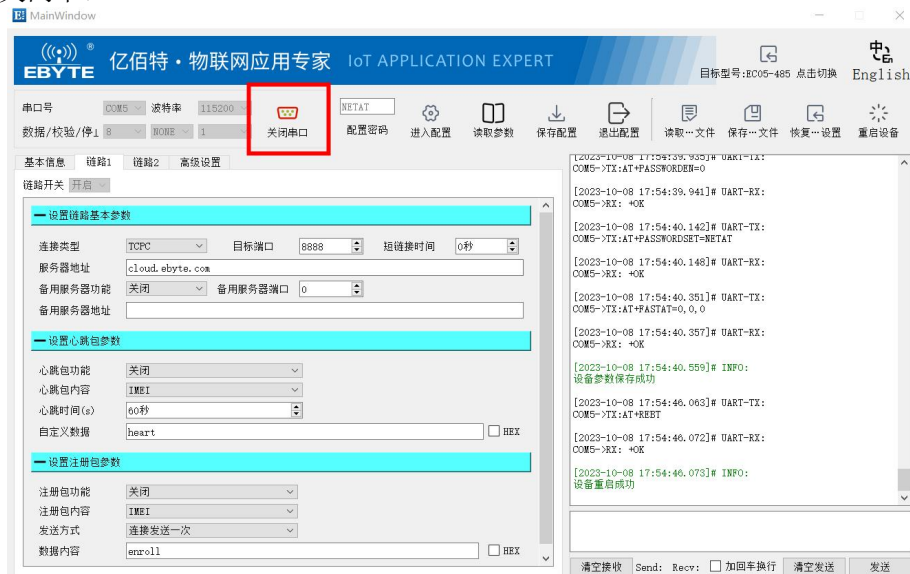 MainWindow
EBYTE ® 亿佰特·物联网应用专家 IoT APPLICATION EXPERT
目标型号:EC05-485 点击切换 English
串口号 COM5 波特率 115200 NETAT
数据/校验/停 8 NONE 1 关闭串口 配置密码 进入配置 读取参数 保存配置 退出配置 读取…文件 保存…文件 恢复…设置 重启设备
基本信息 链路1 链路2 高级设置
链路开关 开启
设置链路基本参数
连接类型 TCPC 目标端口 8888 短链接时间 0秒
服务器地址 cloud.ebyte.com
备用服务器功能 关闭 备用服务器端口 0
备用服务器地址
设置心跳包参数
心跳包功能 关闭
心跳包内容 IMEI
心跳时间(s) 60秒
自定义数据 heart HEX
设置注册包参数
注册包功能 关闭
注册包内容 IMEI
发送方式 连接发送一次
数据内容 enroll HEX
[2023-10-08 17:54:39.935]# UART-TX:
COM5->TX:AT+PASSWORDEN=0
[2023-10-08 17:54:39.941]# UART-RX:
COM5->RX: +OK
[2023-10-08 17:54:40.142]# UART-TX:
COM5->TX:AT+PASSWORDSET=NETAT
[2023-10-08 17:54:40.148]# UART-RX:
COM5->RX: +OK
[2023-10-08 17:54:40.351]# UART-TX:
COM5->TX:AT+FASTAT=0,0,0
[2023-10-08 17:54:40.357]# UART-RX:
COM5->RX: +OK
[2023-10-08 17:54:40.559]# INFO:
设备参数保存成功
[2023-10-08 17:54:46.063]# UART-TX:
COM5->TX:AT+REBT
[2023-10-08 17:54:46.072]# UART-RX:
COM5->RX: +OK
[2023-10-08 17:54:46.073]# INFO:
设备重启成功
清空接收 Send: Recv: 加回车换行 清空发送 发送